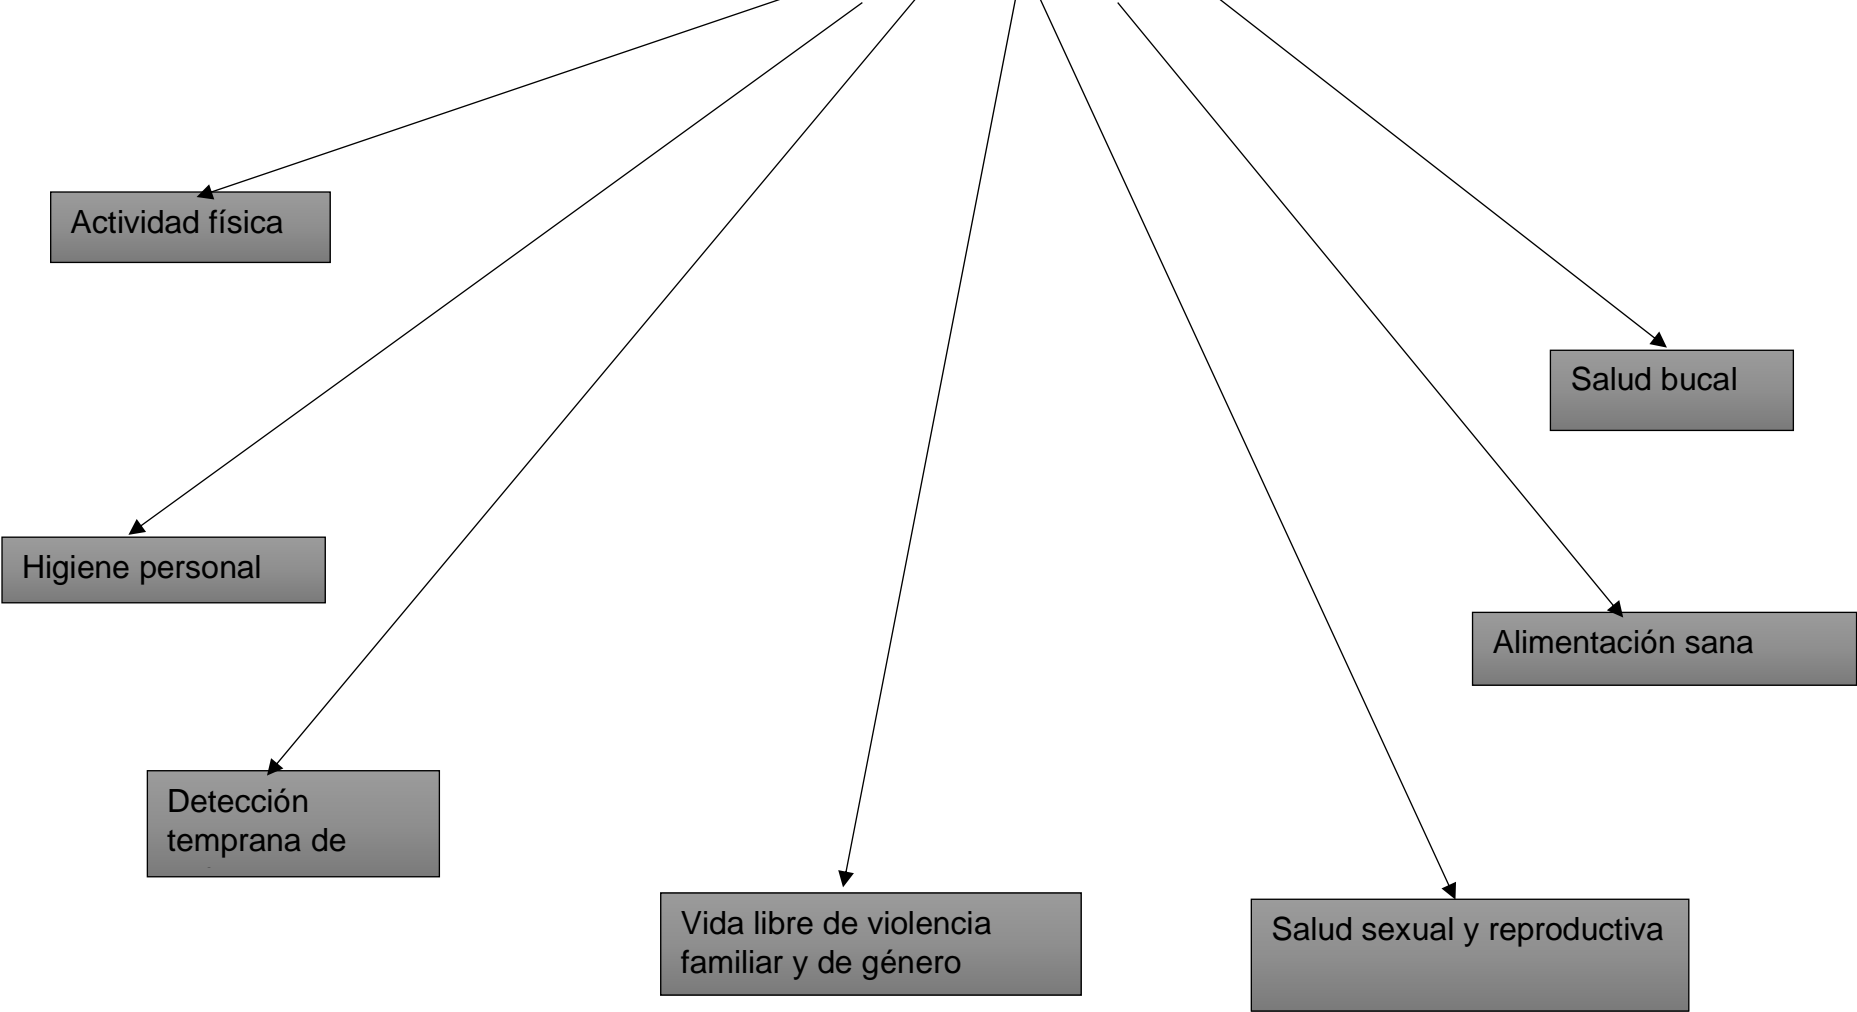 Actividad física
Salud bucal
Higiene personal
Alimentación sana
Detección
temprana de
Vida libre de violencia
familiar y de género
Salud sexual y reproductiva